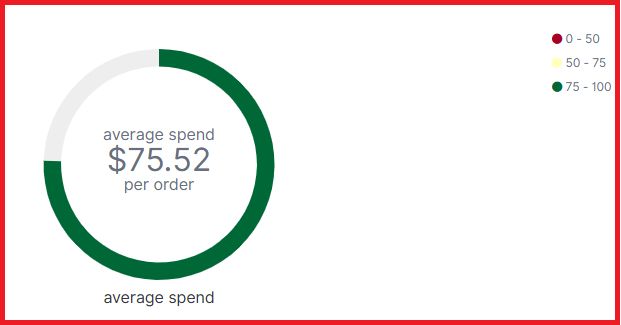 average spend
$75.52
per order
average spend
0 - 50
50 - 75
75 - 100